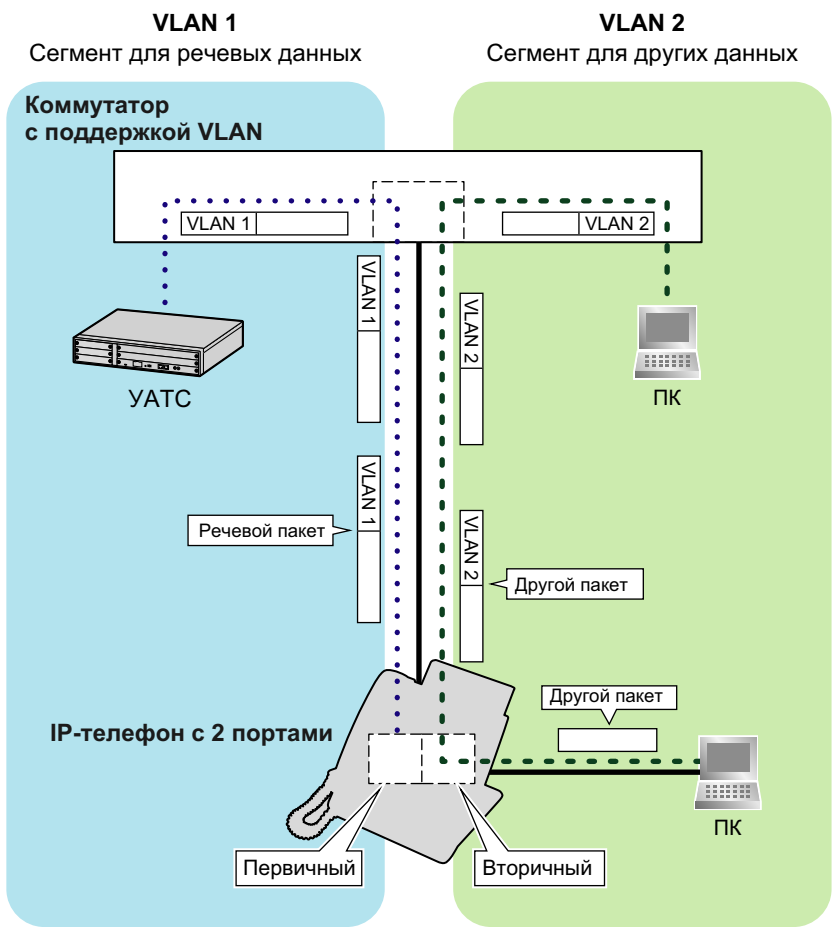 VLAN 1
Сегмент для речевых данных
VLAN 2
Сегмент для других данных
Коммутатор
с поддержкой VLAN
VLAN 1
VLAN 2
VLAN 1
VLAN 2
УАТС
ПК
VLAN 1
Речевой пакет
VLAN 2
Другой пакет
Другой пакет
IP-телефон с 2 портами
ПК
Первичный
Вторичный